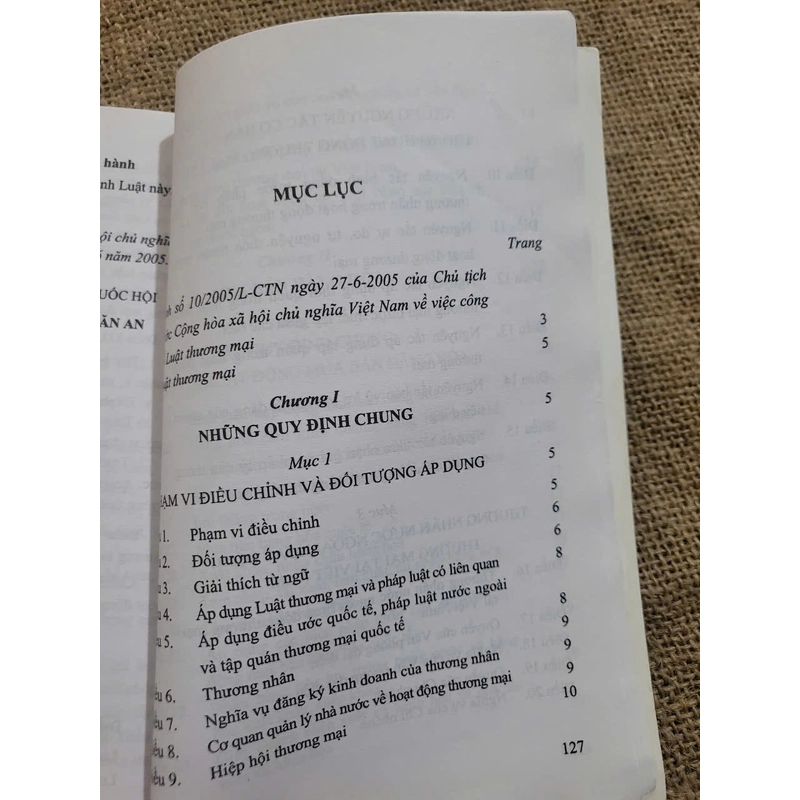 hành
nh Luật này
ội chủ nghĩ
năm 2005.
UỐC HỘI
ĂN AN
MỤC LỤC
Trang
nh số 10/2005/L-CTN ngày 27-6-2005 của Chủ tịch
ớc Cộng hòa xã hội chủ nghĩa Việt Nam về việc công
Luật thương mại 3
uật thương mại 5
Chương I
NHỮNG QUY ĐỊNH CHUNG 5
Mục 1
ẠM VI ĐIỀU CHỈNH VÀ ĐỐI TƯỢNG ÁP DỤNG 5
1. Phạm vi điều chỉnh 5
2. Đối tượng áp dụng 6
u 3. Giải thích từ ngữ 6
u 4. Áp dụng Luật thương mại và pháp luật có liên quan 8
u 5. Áp dụng điều ước quốc tế, pháp luật nước ngoài
và tập quán thương mại quốc tế 8
ều 6. Thương nhân 9
ều 7. Nghĩa vụ đăng ký kinh doanh của thương nhân 9
ều 8. Cơ quan quản lý nhà nước về hoạt động thương mại 9
ều 9. Hiệp hội thương mại 10
127